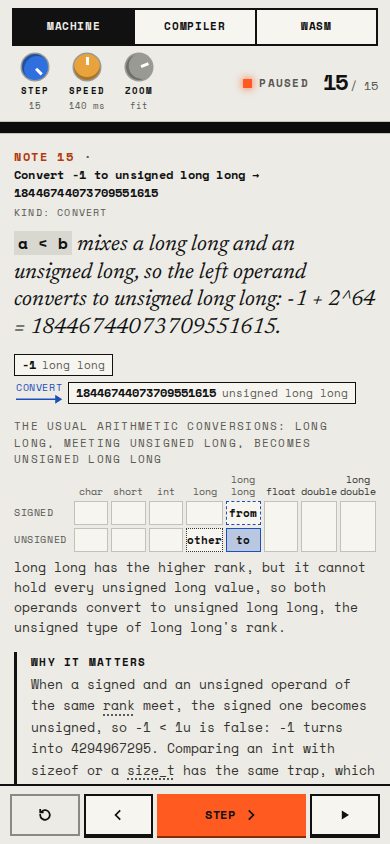 MACHINE COMPILER WASM
STEP SPEED ZOOM
15 140 ms fit
PAUSED 15 / 15
NOTE 15 ·
Convert -1 to unsigned long long →
18446744073709551615
KIND: CONVERT
a < b mixes a long long and an
unsigned long, so the left operand
converts to unsigned long long: -1 + 2^64
= 18446744073709551615.
-1 long long
CONVERT 18446744073709551615 unsigned long long
THE USUAL ARITHMETIC CONVERSIONS: LONG
LONG, MEETING UNSIGNED LONG, BECOMES
UNSIGNED LONG LONG
char short int long long long float double long double
SIGNED from
UNSIGNED other to
long long has the higher rank, but it cannot
hold every unsigned long value, so both
operands convert to unsigned long long, the
unsigned type of long long's rank.
WHY IT MATTERS
When a signed and an unsigned operand of
the same rank meet, the signed one becomes
unsigned, so -1 < 1u is false: -1 turns
into 4294967295. Comparing an int with
sizeof or a size_t has the same trap, which
STEP